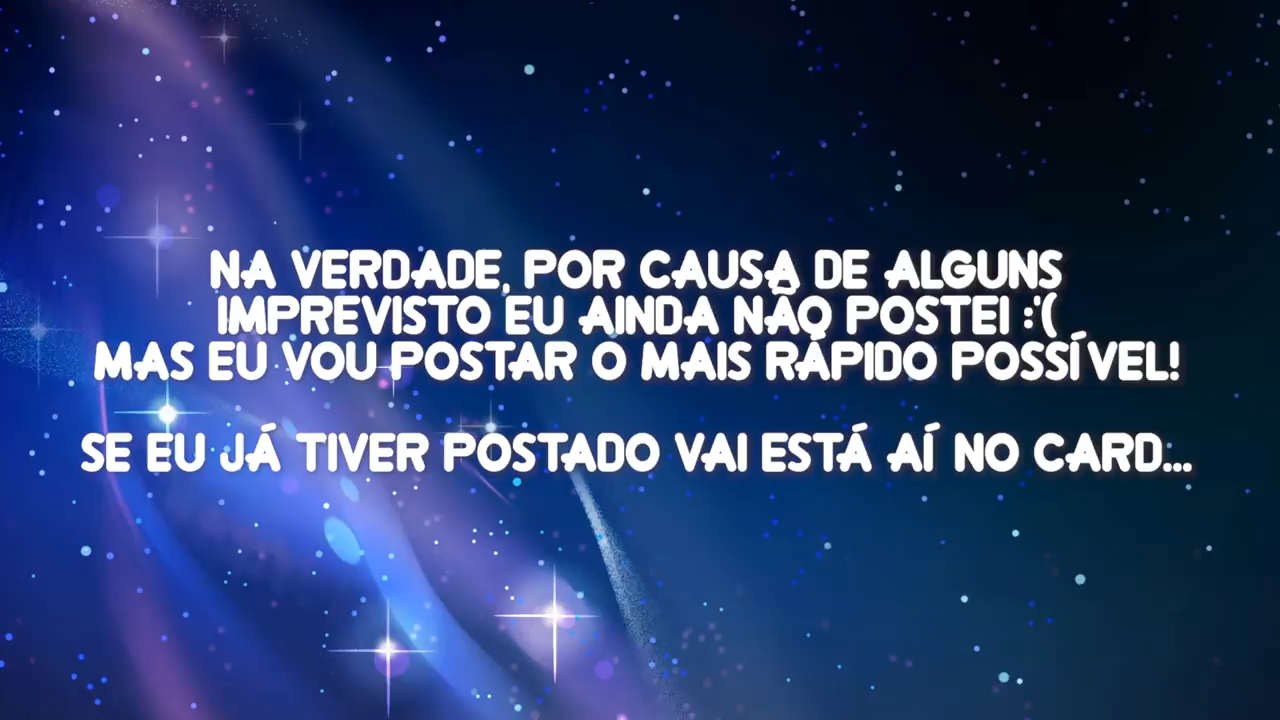 NA VERDADE, POR CAUSA DE ALGUNS
IMPREVISTO EU AINDA NÃO POSTEI :'(
MAS EU VOU POSTAR O MAIS RÁPIDO POSSÍVEL!
SE EU JÁ TIVER POSTADO VAI ESTÁ AÍ NO CARD...